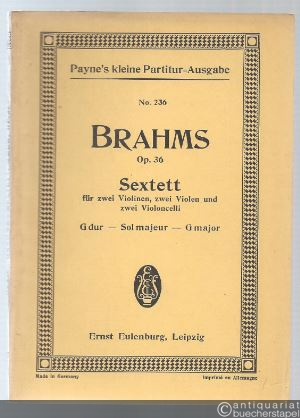 Payne's kleine Partitur-Ausgabe
No. 236
BRAHMS
Op. 36
Sextett
für zwei Violinen, zwei Violen und
zwei Violoncelli
G dur — Sol majeur — G major
Ernst Eulenburg, Leipzig
Made in Germany Imprimé en Allemagne
antiquariat
buecherstapel